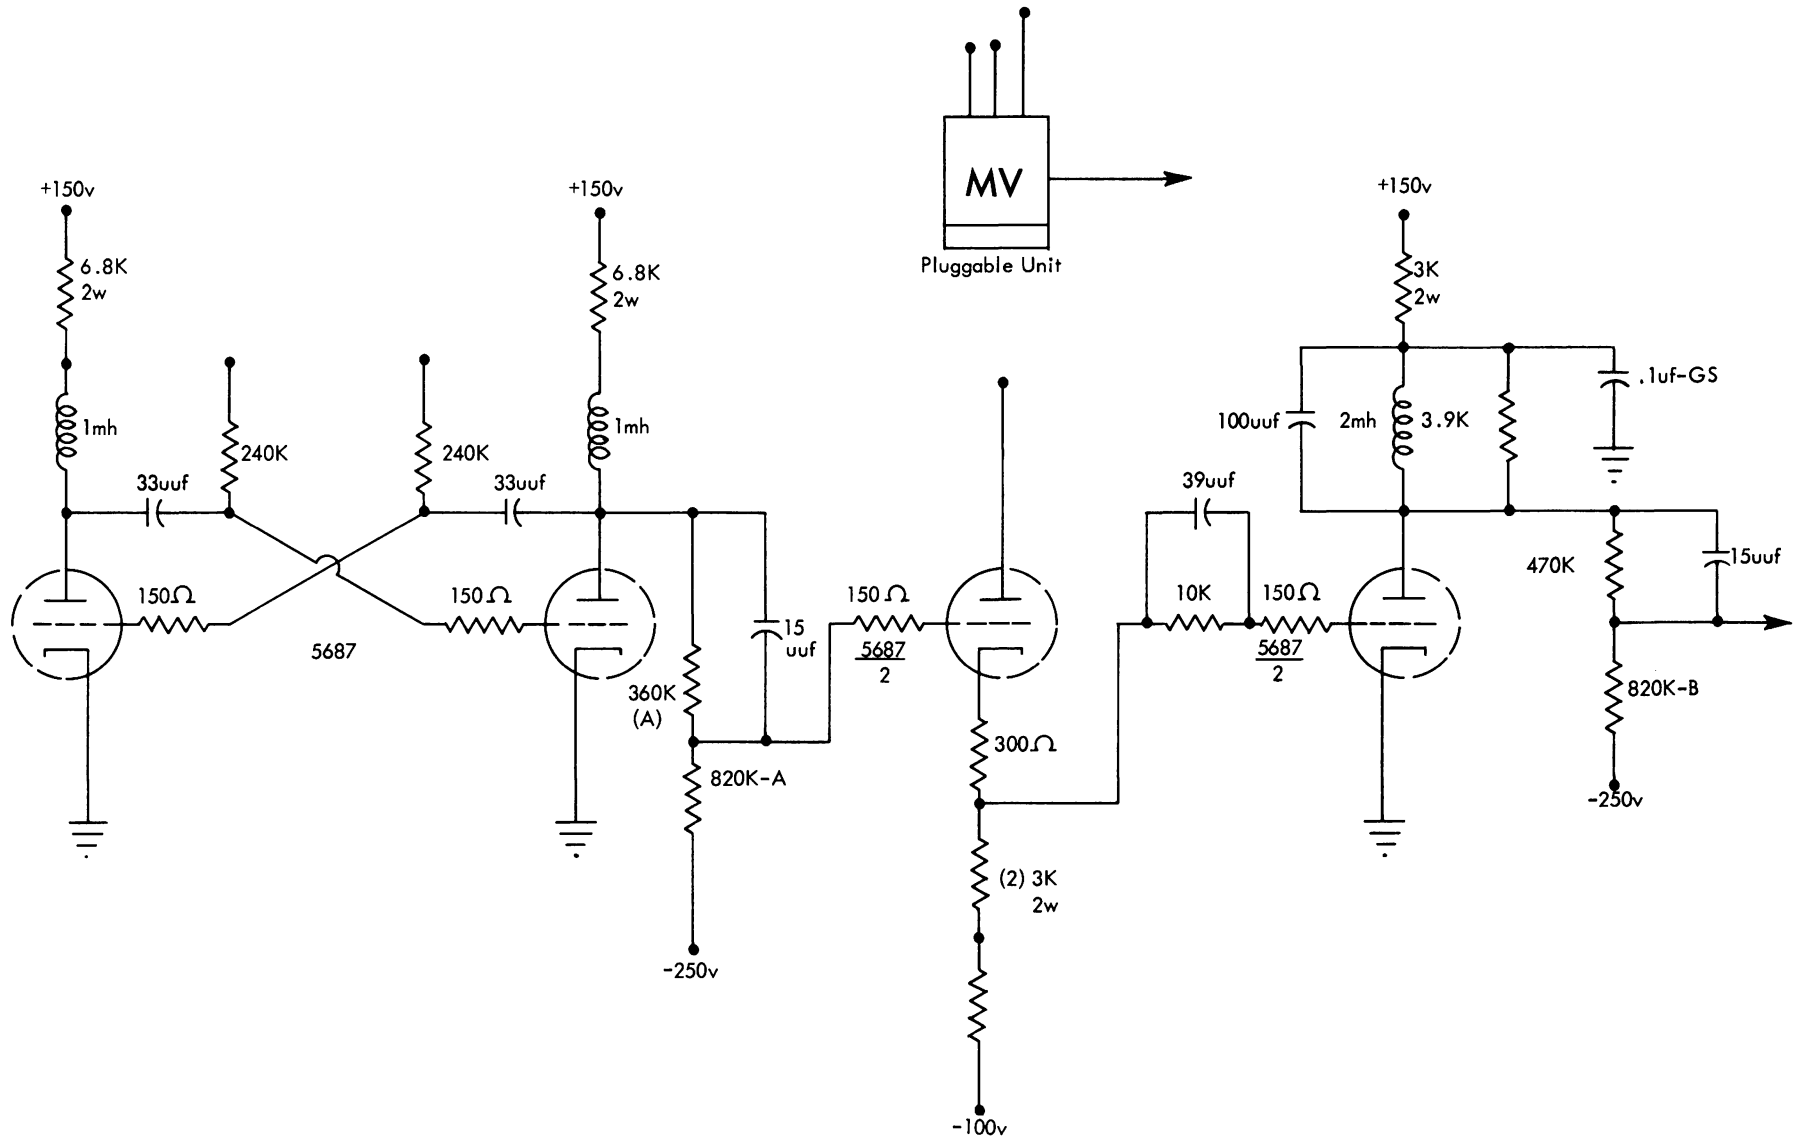 MV
Pluggable Unit
+150v
6.8K
2w
1mh
33uuf
240K
150Ω
5687
240K
33uuf
150Ω
+150v
6.8K
2w
1mh
15
uuf
360K
(A)
820K-A
-250v
150Ω
5687
2
300Ω
(2) 3K
2w
-100v
39uuf
10K
150Ω
5687
2
+150v
3K
2w
100uuf
2mh
3.9K
.1uf-GS
470K
15uuf
820K-B
-250v